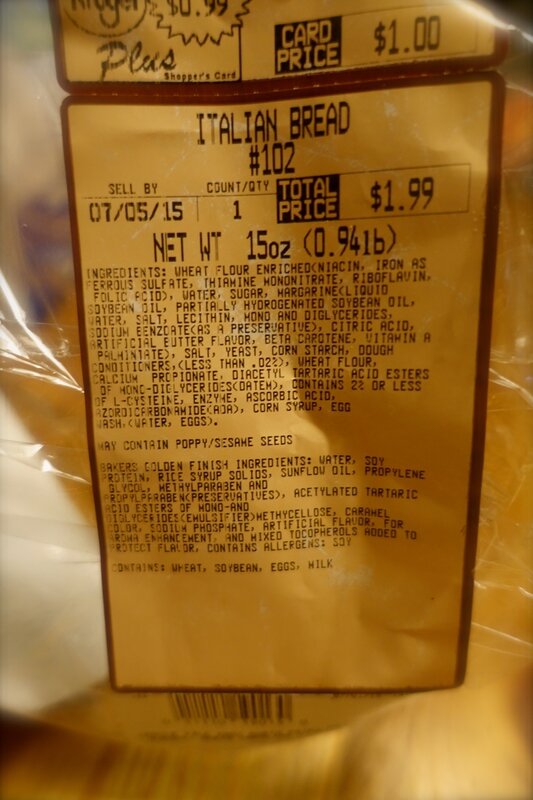 Kroger
$0.99
Plus
Shopper's Card
CARD PRICE
$1.00
ITALIAN BREAD
#102
SELL BY COUNT/QTY TOTAL PRICE $1.99
07/05/15 1
NET WT 15oz (0.94lb)
INGREDIENTS: WHEAT FLOUR ENRICHED(NIACIN, IRON AS
FERROUS SULFATE, THIAMINE MONONITRATE, RIBOFLAVIN,
FOLIC ACID), WATER, SUGAR, MARGARINE(LIQUID
SOYBEAN OIL, PARTIALLY HYDROGENATED SOYBEAN OIL,
WATER, SALT, LECITHIN, MONO AND DIGLYCERIDES,
SODIUM BENZOATE(AS A PRESERVATIVE), CITRIC ACID,
ARTIFICIAL BUTTER FLAVOR, BETA CAROTENE, VITAMIN A
PALMINTATE), SALT, YEAST, CORN STARCH, DOUGH
CONDITIONERS,(LESS THAN .02%), WHEAT FLOUR,
CALCIUM PREPIONATE, DIACETYL TARTARIC ACID ESTERS
OF MONO-DIGLYCERIDES(DATEM), CONTAINS 2% OR LESS
OF L-CYSTEINE, ENZYME, ASCORBIC ACID,
AZORDICARBONAMIDE(ADA), CORN SYRUP, EGG
WASH,(WATER, EGGS).
MAY CONTAIN POPPY/SESAME SEEDS
BAKERS GOLDEN FINISH INGREDIENTS: WATER, SOY
PROTEIN, RICE SYRUP SOLIDS, SUNFLOW OIL, PROPYLENE
GLYCOL, METHYLPARABEN AND
PROPYLPARABEN(PRESERVATIVES), ACETYLATED TARTARIC
ACID ESTERS OF MONO-AND
DIGLYCERIDES(EMULSIFIER)METHYCELLOSE, CARAMEL
COLOR, SODIUM PHOSPHATE, ARTIFICIAL FLAVOR, FOR
AROMA ENHANCEMENT, AND MIXED TOCOPHEROLS ADDED TO
PROTECT FLAVOR, CONTAINS ALLERGENS: SOY
CONTAINS: WHEAT, SOYBEAN, EGGS, MILK